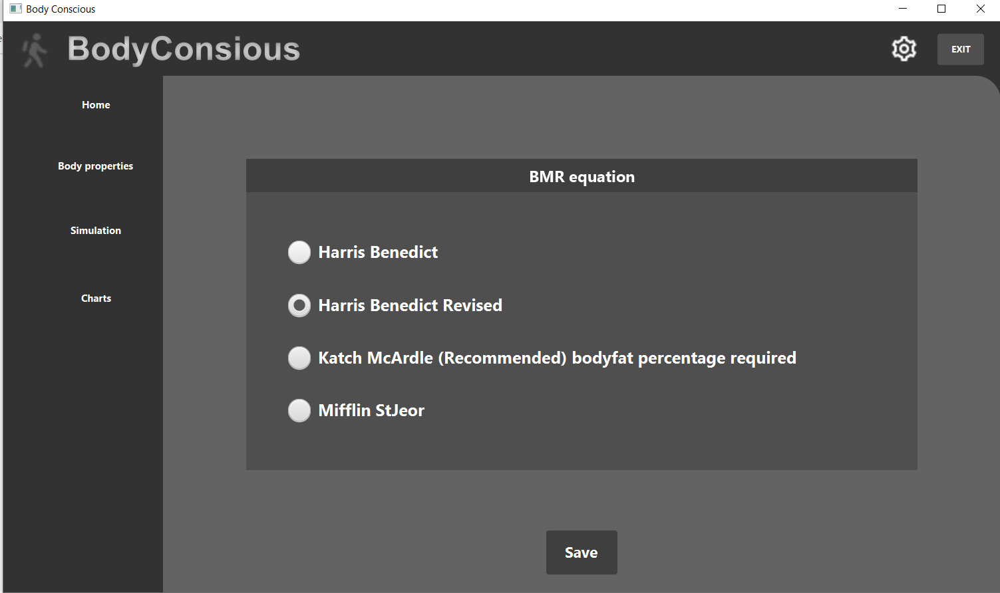 Body Conscious
BodyConsious
EXIT
Home
Body properties
Simulation
Charts
BMR equation
Harris Benedict
Harris Benedict Revised
Katch McArdle (Recommended) bodyfat percentage required
Mifflin StJeor
Save